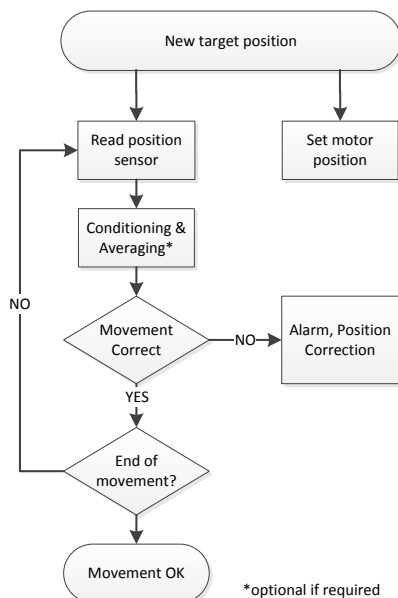 New target position
Read position
sensor
Set motor
position
Conditioning &
Averaging*
NO
Movement
Correct
NO
Alarm, Position
Correction
YES
End of
movement?
Movement OK
*optional if required